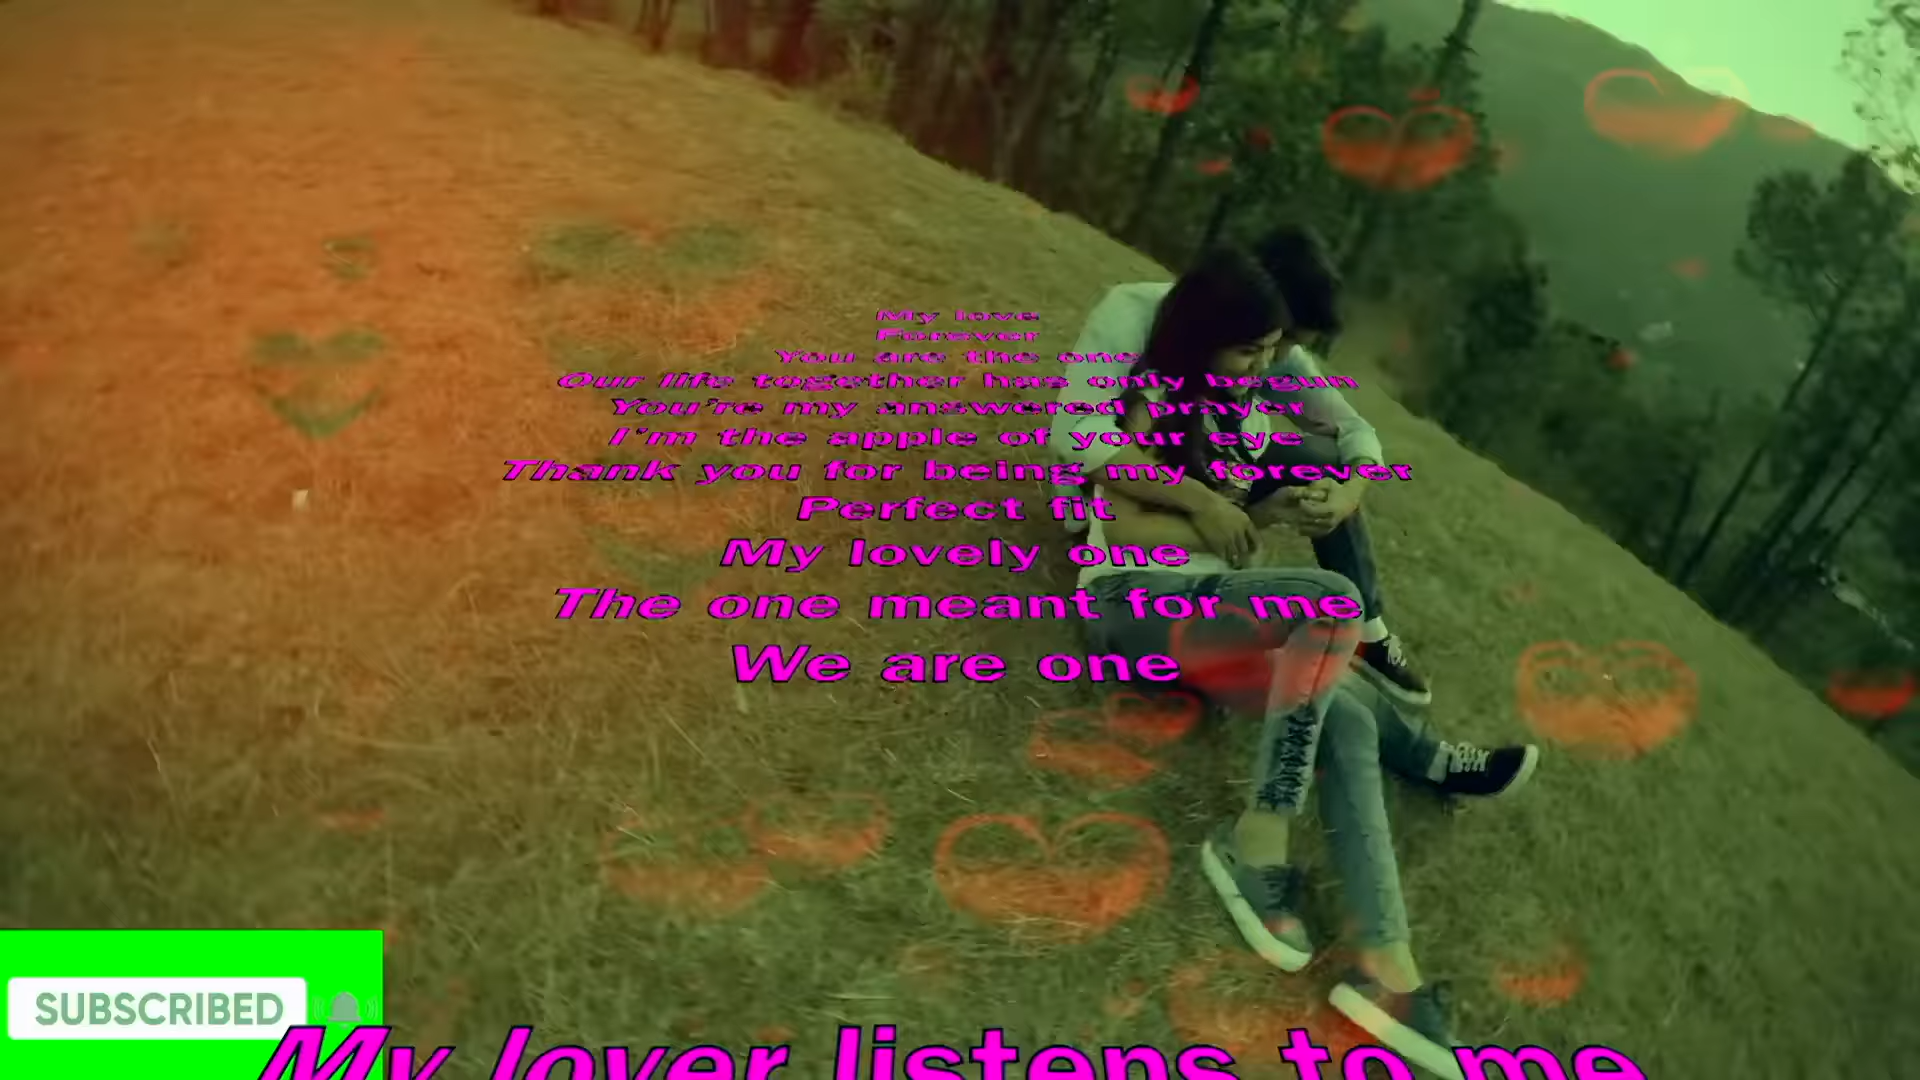 My love
Forever
You are the one
Our life together has only begun
You're my answered prayer
I'm the apple of your eye
Thank you for being my forever
Perfect fit
My lovely one
The one meant for me
We are one
SUBSCRIBED
My lover listens to me